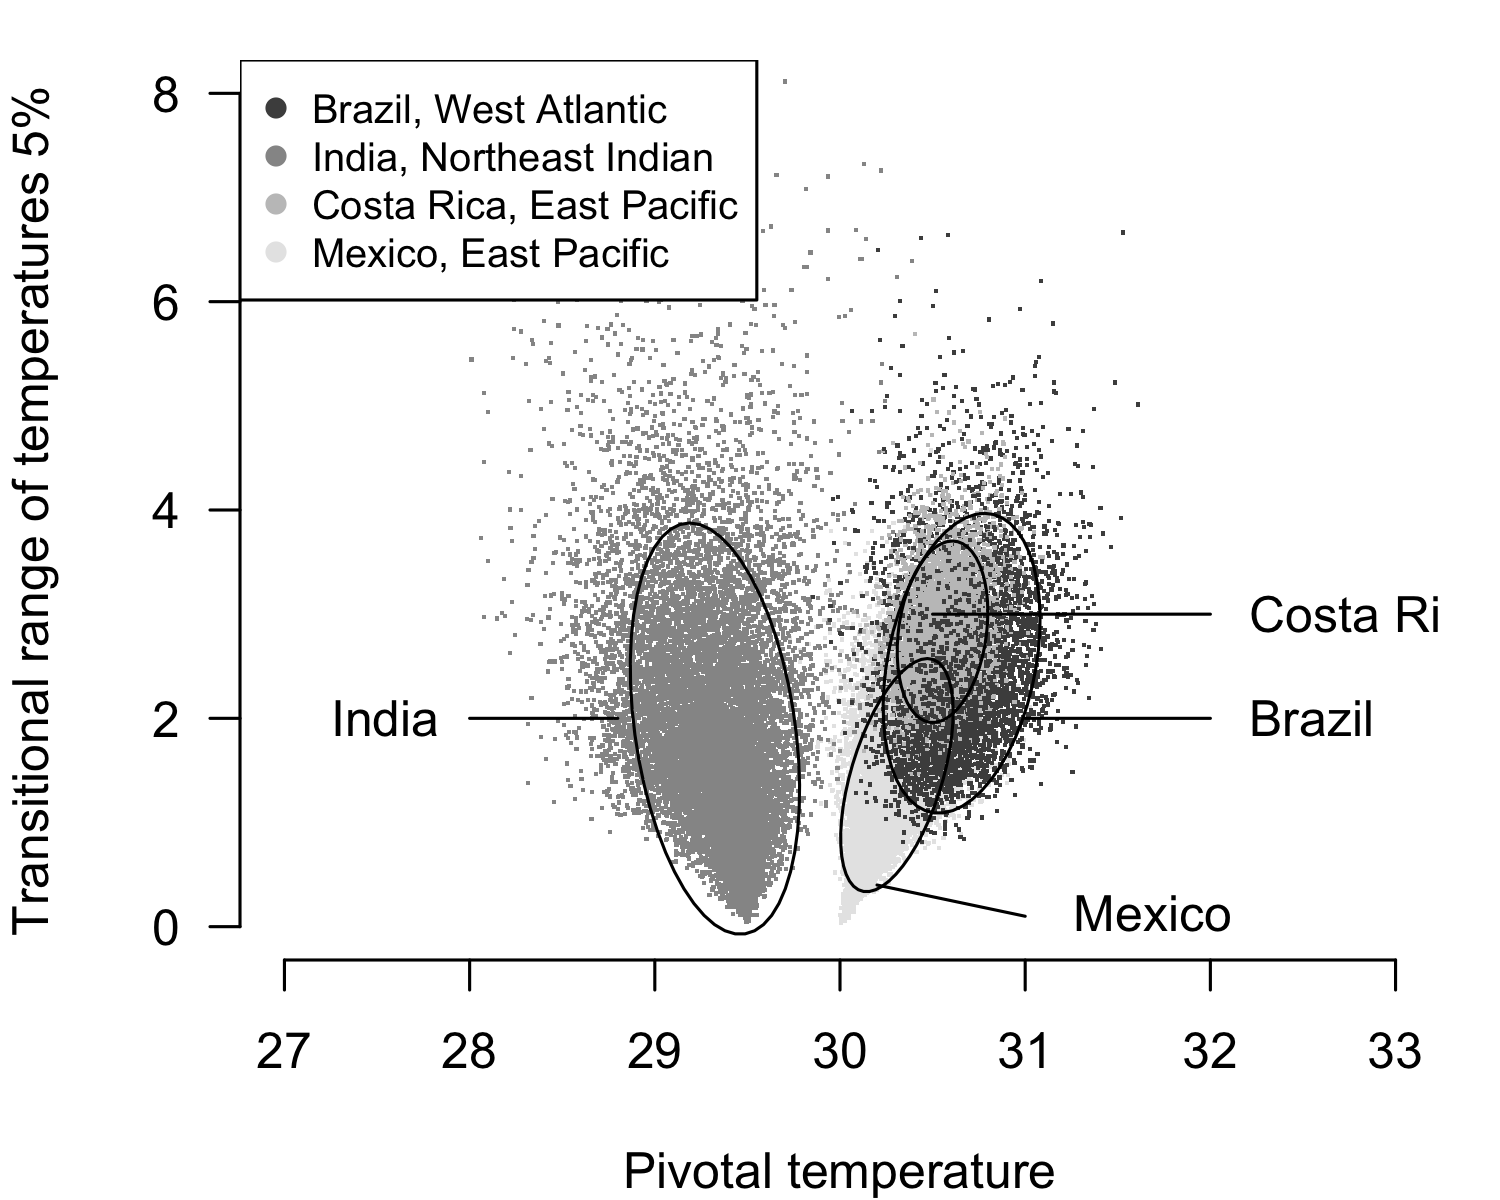 Transitional range of temperatures 5%
8
6
4
2
0
Brazil, West Atlantic
India, Northeast Indian
Costa Rica, East Pacific
Mexico, East Pacific
Costa Ri
India
Brazil
Mexico
27 28 29 30 31 32 33
Pivotal temperature